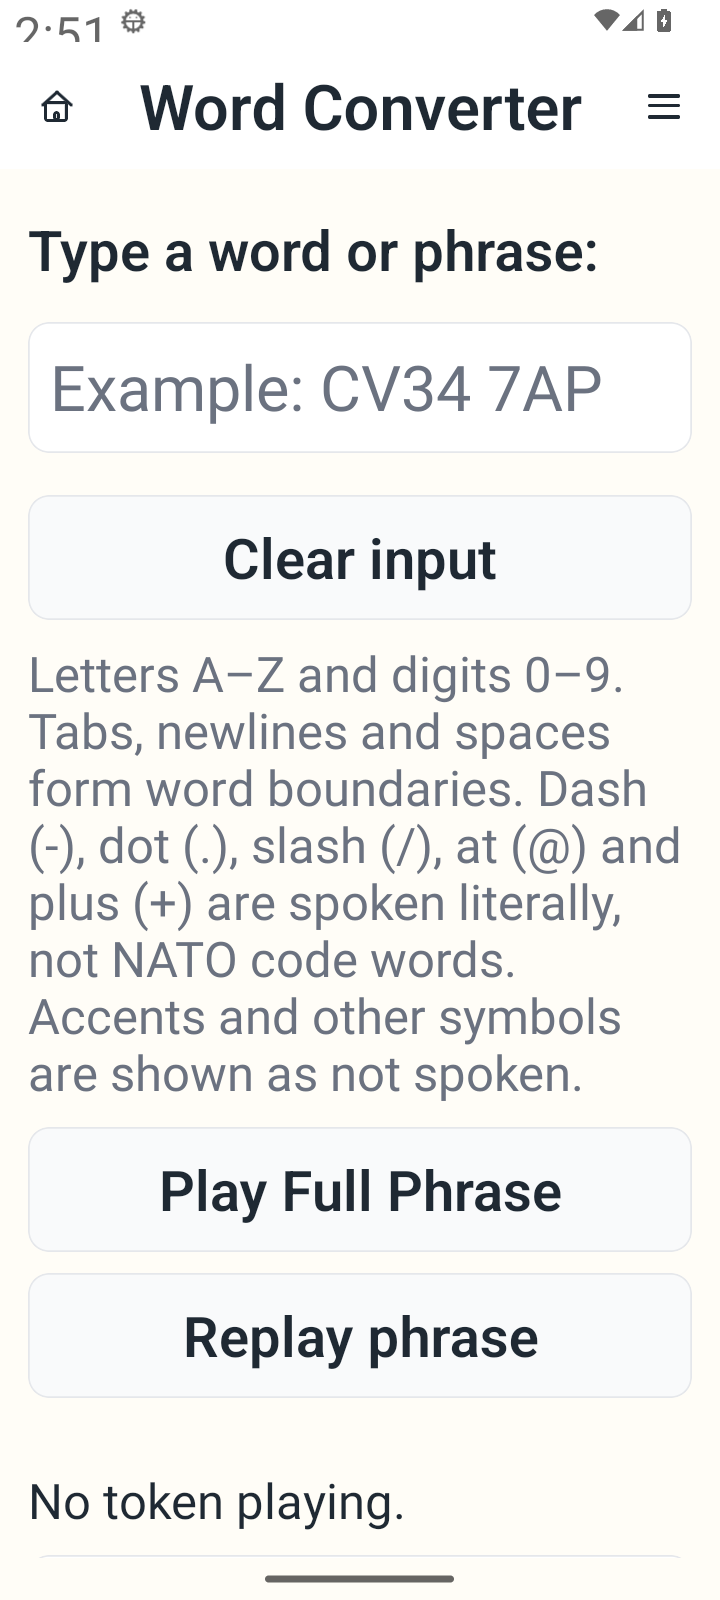 2:51
Word Converter
Type a word or phrase:
Example: CV34 7AP
Clear input
Letters A–Z and digits 0–9.
Tabs, newlines and spaces
form word boundaries. Dash
(-), dot (.), slash (/), at (@) and
plus (+) are spoken literally,
not NATO code words.
Accents and other symbols
are shown as not spoken.
Play Full Phrase
Replay phrase
No token playing.